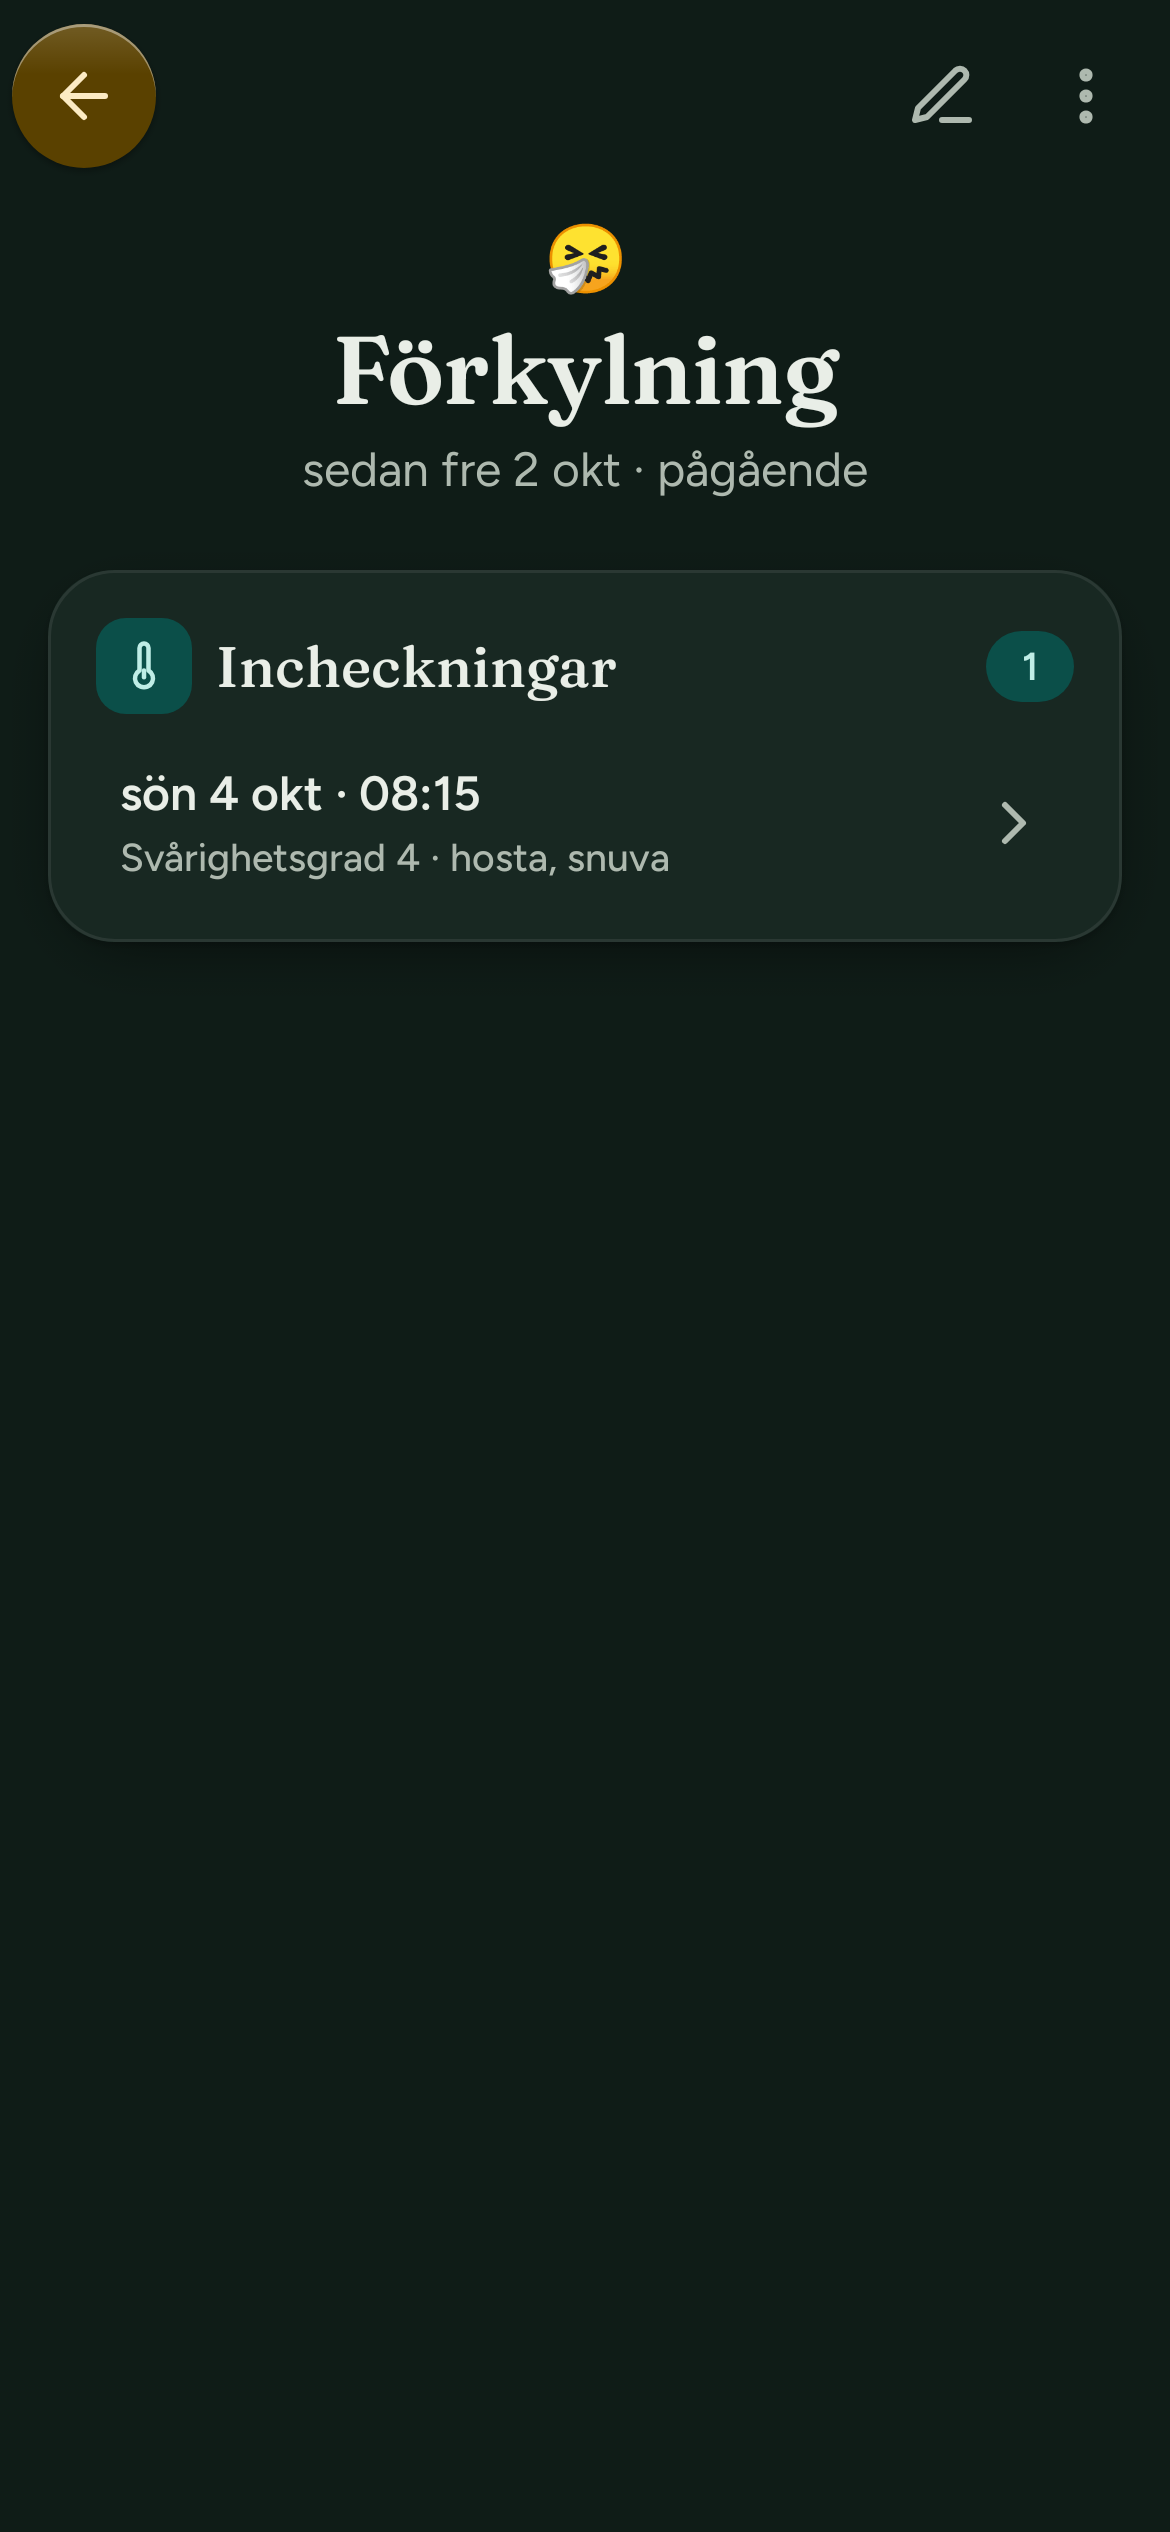 Förkylning
sedan fre 2 okt · pågående
Incheckningar
1
sön 4 okt · 08:15
Svårighetsgrad 4 · hosta, snuva